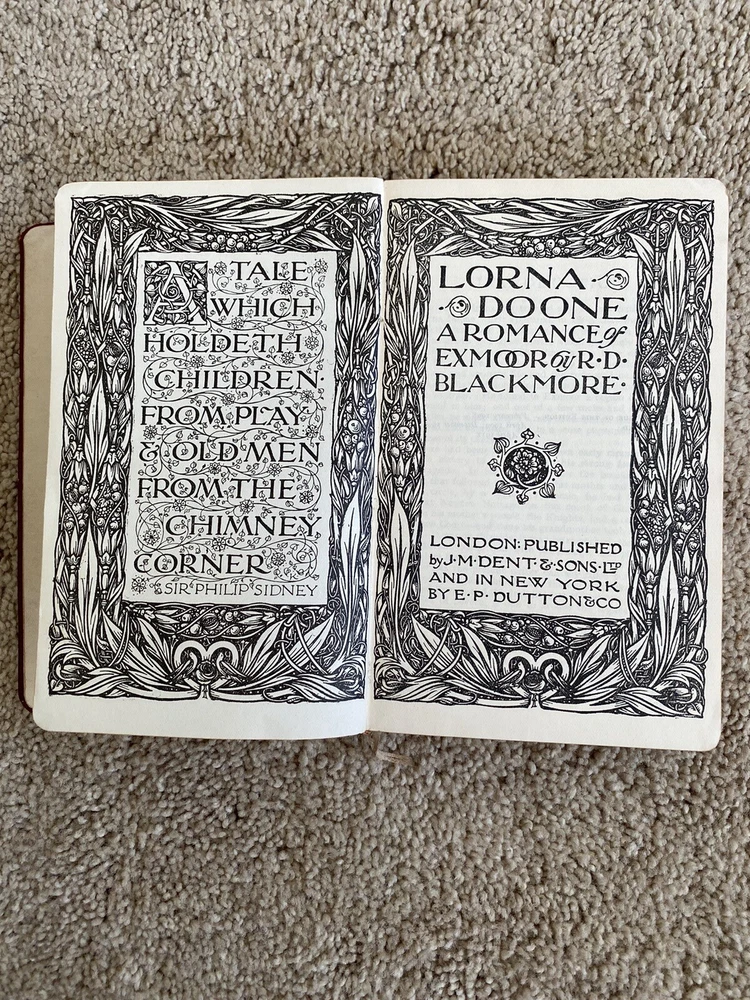 A TALE
WHICH
HOLDETH
CHILDREN
FROM PLAY
& OLD MEN
FROM THE
CHIMNEY
CORNER
SIR PHILIP SIDNEY
LORNA
DOONE
A ROMANCE of
EXMOOR by R·D·
BLACKMORE·
LONDON: PUBLISHED
by J·M·DENT·&·SONS·LTD
AND IN NEW YORK
BY E·P·DUTTON & CO